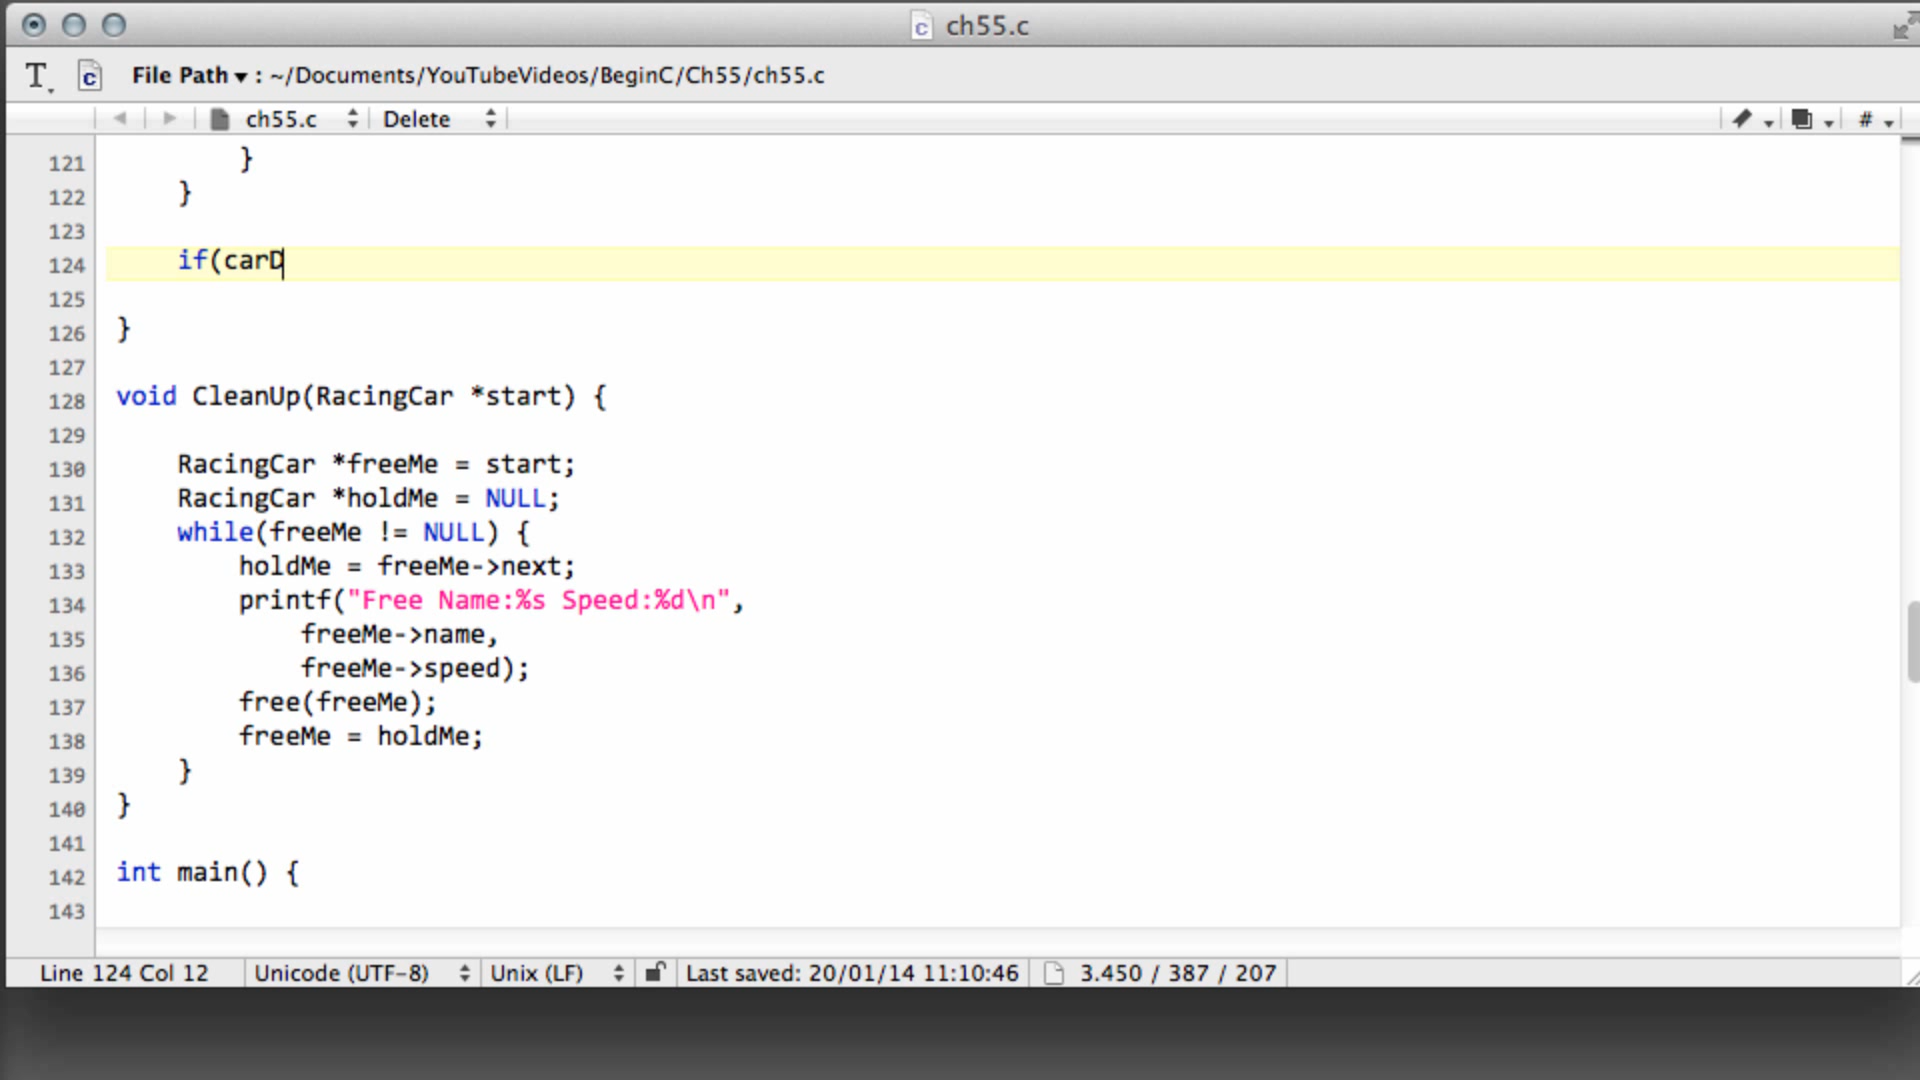 ch55.c
File Path ▾ : ~/Documents/YouTubeVideos/BeginC/Ch55/ch55.c
ch55.c Delete #
121         }
122     }
123
124     if(carD
125
126 }
127
128 void CleanUp(RacingCar *start) {
129
130     RacingCar *freeMe = start;
131     RacingCar *holdMe = NULL;
132     while(freeMe != NULL) {
133         holdMe = freeMe->next;
134         printf("Free Name:%s Speed:%d\n",
135             freeMe->name,
136             freeMe->speed);
137         free(freeMe);
138         freeMe = holdMe;
139     }
140 }
141
142 int main() {
143
Line 124 Col 12 Unicode (UTF-8) Unix (LF) Last saved: 20/01/14 11:10:46 3.450 / 387 / 207